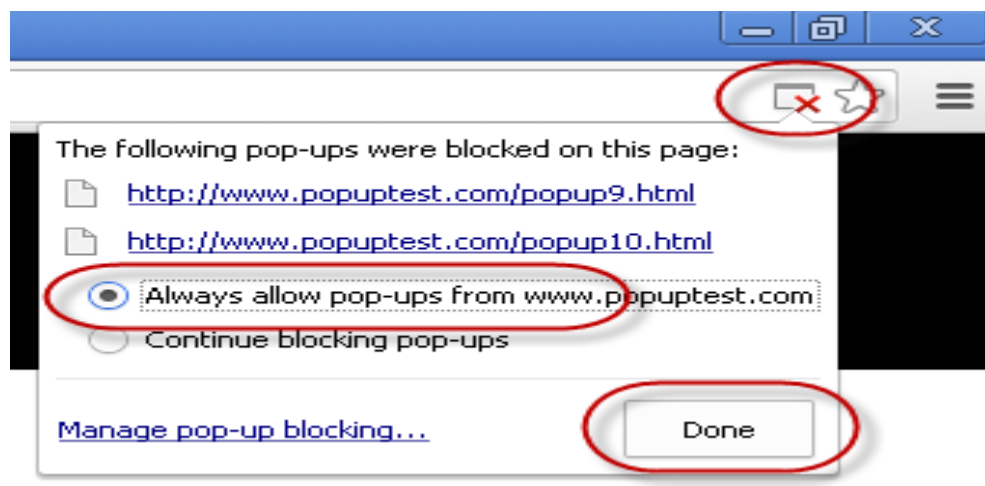 The following pop-ups were blocked on this page:
http://www.popuptest.com/popup9.html
http://www.popuptest.com/popup10.html
Always allow pop-ups from www.popuptest.com
Continue blocking pop-ups
Manage pop-up blocking...
Done